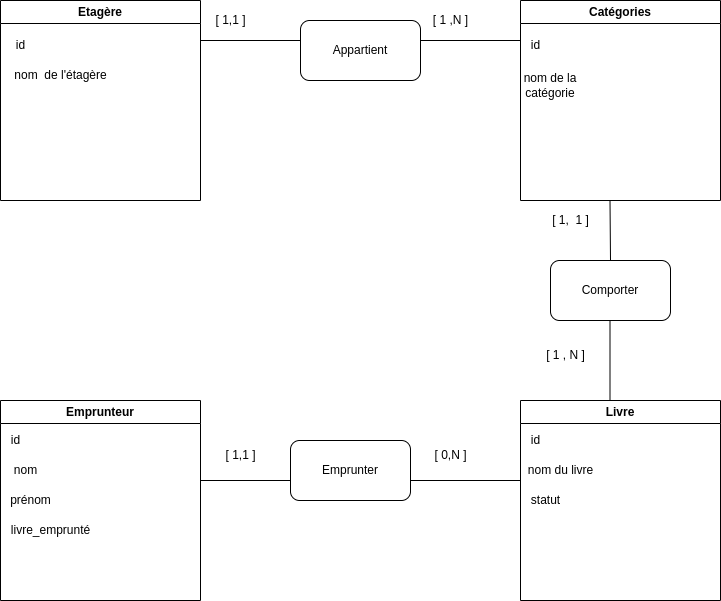 Etagère
[ 1,1 ]
Appartient
[ 1 ,N ]
Catégories
id
nom  de l'étagère
id
nom de la
catégorie
[ 1,  1 ]
Comporter
[ 1 , N ]
Emprunteur
id
nom
prénom
livre_emprunté
[ 1,1 ]
Emprunter
[ 0,N ]
Livre
id
nom du livre
statut